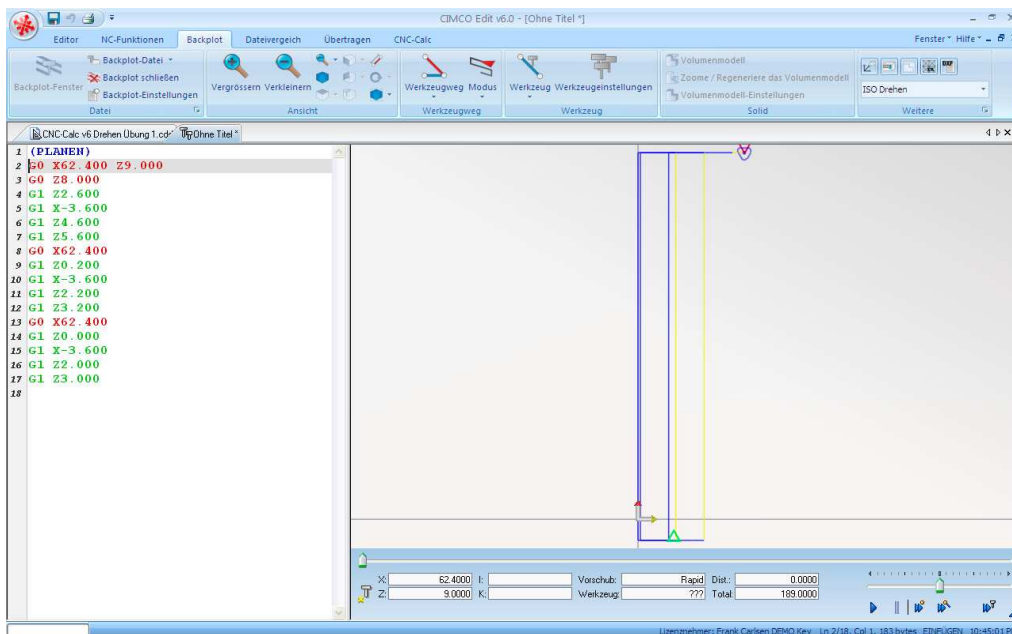 CIMCO Edit v6.0 - [Ohne Titel *]
Editor NC-Funktionen Backplot Dateivergeich Übertragen CNC-Calc Fenster Hilfe
Backplot-Fenster
Backplot-Datei
Backplot schließen
Backplot-Einstellungen
Datei
Vergrössern Verkleinern
Ansicht
Werkzeugweg Modus
Werkzeugweg
Werkzeug Werkzeugeinstellungen
Werkzeug
Volumenmodell
Zoome / Regeneriere das Volumenmodell
Volumenmodell-Einstellungen
Solid
DXF
ISO Drehen
Weitere
CNC-Calc v6 Drehen Übung 1.cdd Ohne Titel *
1 (PLANEN)
2 G0 X62.400 Z9.000
3 G0 Z8.000
4 G1 Z2.600
5 G1 X-3.600
6 G1 Z4.600
7 G1 Z5.600
8 G0 X62.400
9 G1 Z0.200
10 G1 X-3.600
11 G1 Z2.200
12 G1 Z3.200
13 G0 X62.400
14 G1 Z0.000
15 G1 X-3.600
16 G1 Z2.000
17 G1 Z3.000
18
X: 62.4000 I: Vorschub: Rapid Dist.: 0.0000
Z: 9.0000 K: Werkzeug: ??? Total: 189.0000
Lizenznehmer: Frank Carlsen DEMO Key Ln 2/18, Col 1, 183 bytes EINFÜGEN 10:45:01